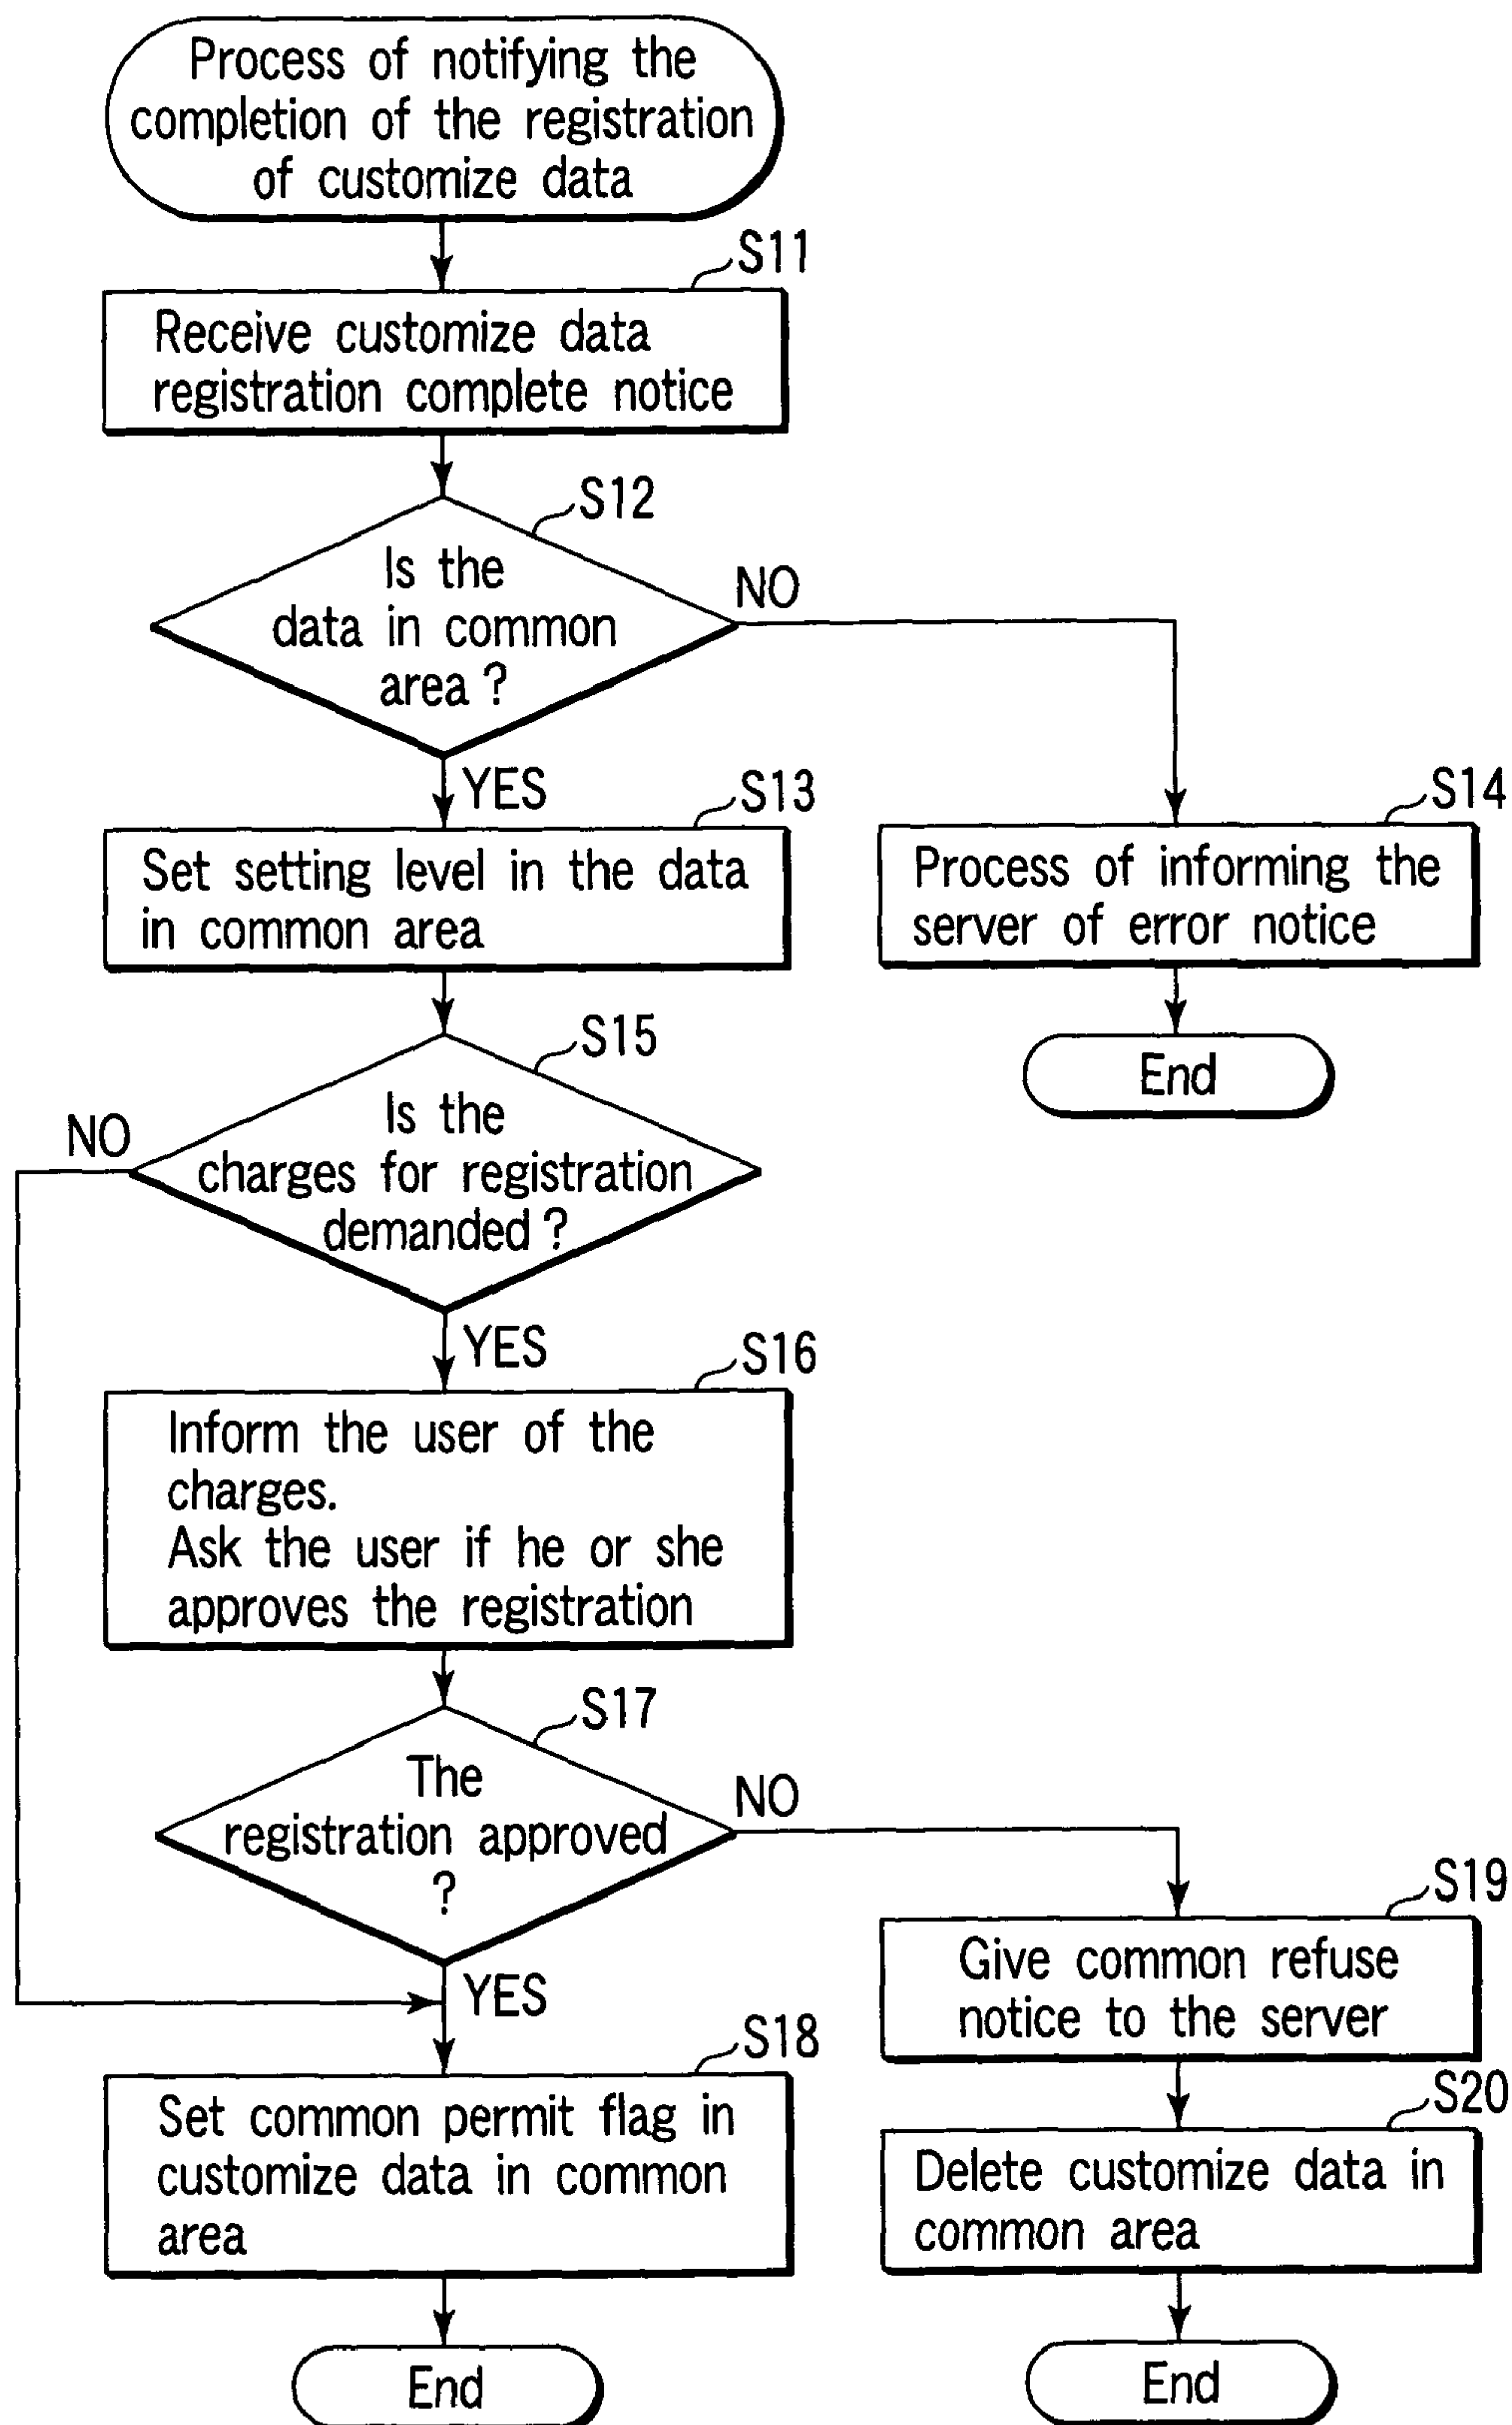 Process of notifying the
completion of the registration
of customize data
S11
Receive customize data
registration complete notice
S12
Is the
data in common
area ?
NO
YES
S13
Set setting level in the data
in common area
S14
Process of informing the
server of error notice
End
S15
Is the
charges for registration
demanded ?
NO
YES
S16
Inform the user of the
charges.
Ask the user if he or she
approves the registration
S17
The
registration approved
?
NO
YES
S18
Set common permit flag in
customize data in common
area
End
S19
Give common refuse
notice to the server
S20
Delete customize data in
common area
End